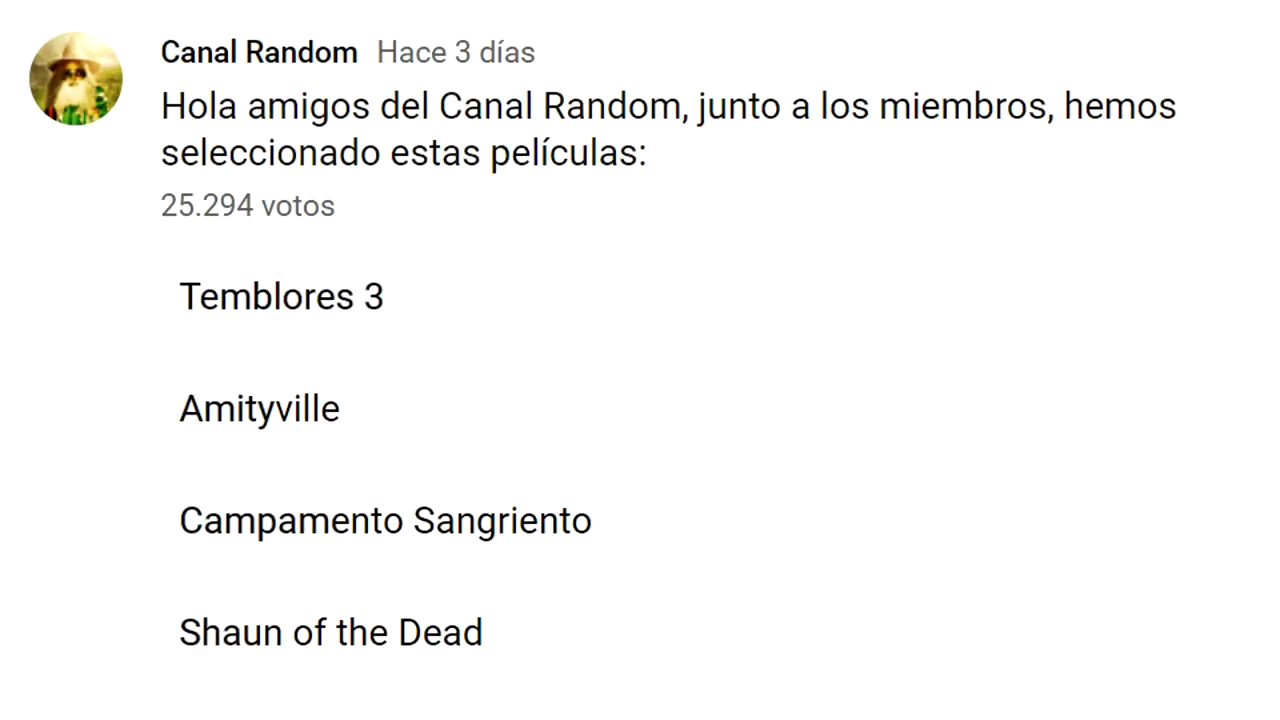 Canal Random Hace 3 días
Hola amigos del Canal Random, junto a los miembros, hemos
seleccionado estas películas:
25.294 votos
Temblores 3
Amityville
Campamento Sangriento
Shaun of the Dead